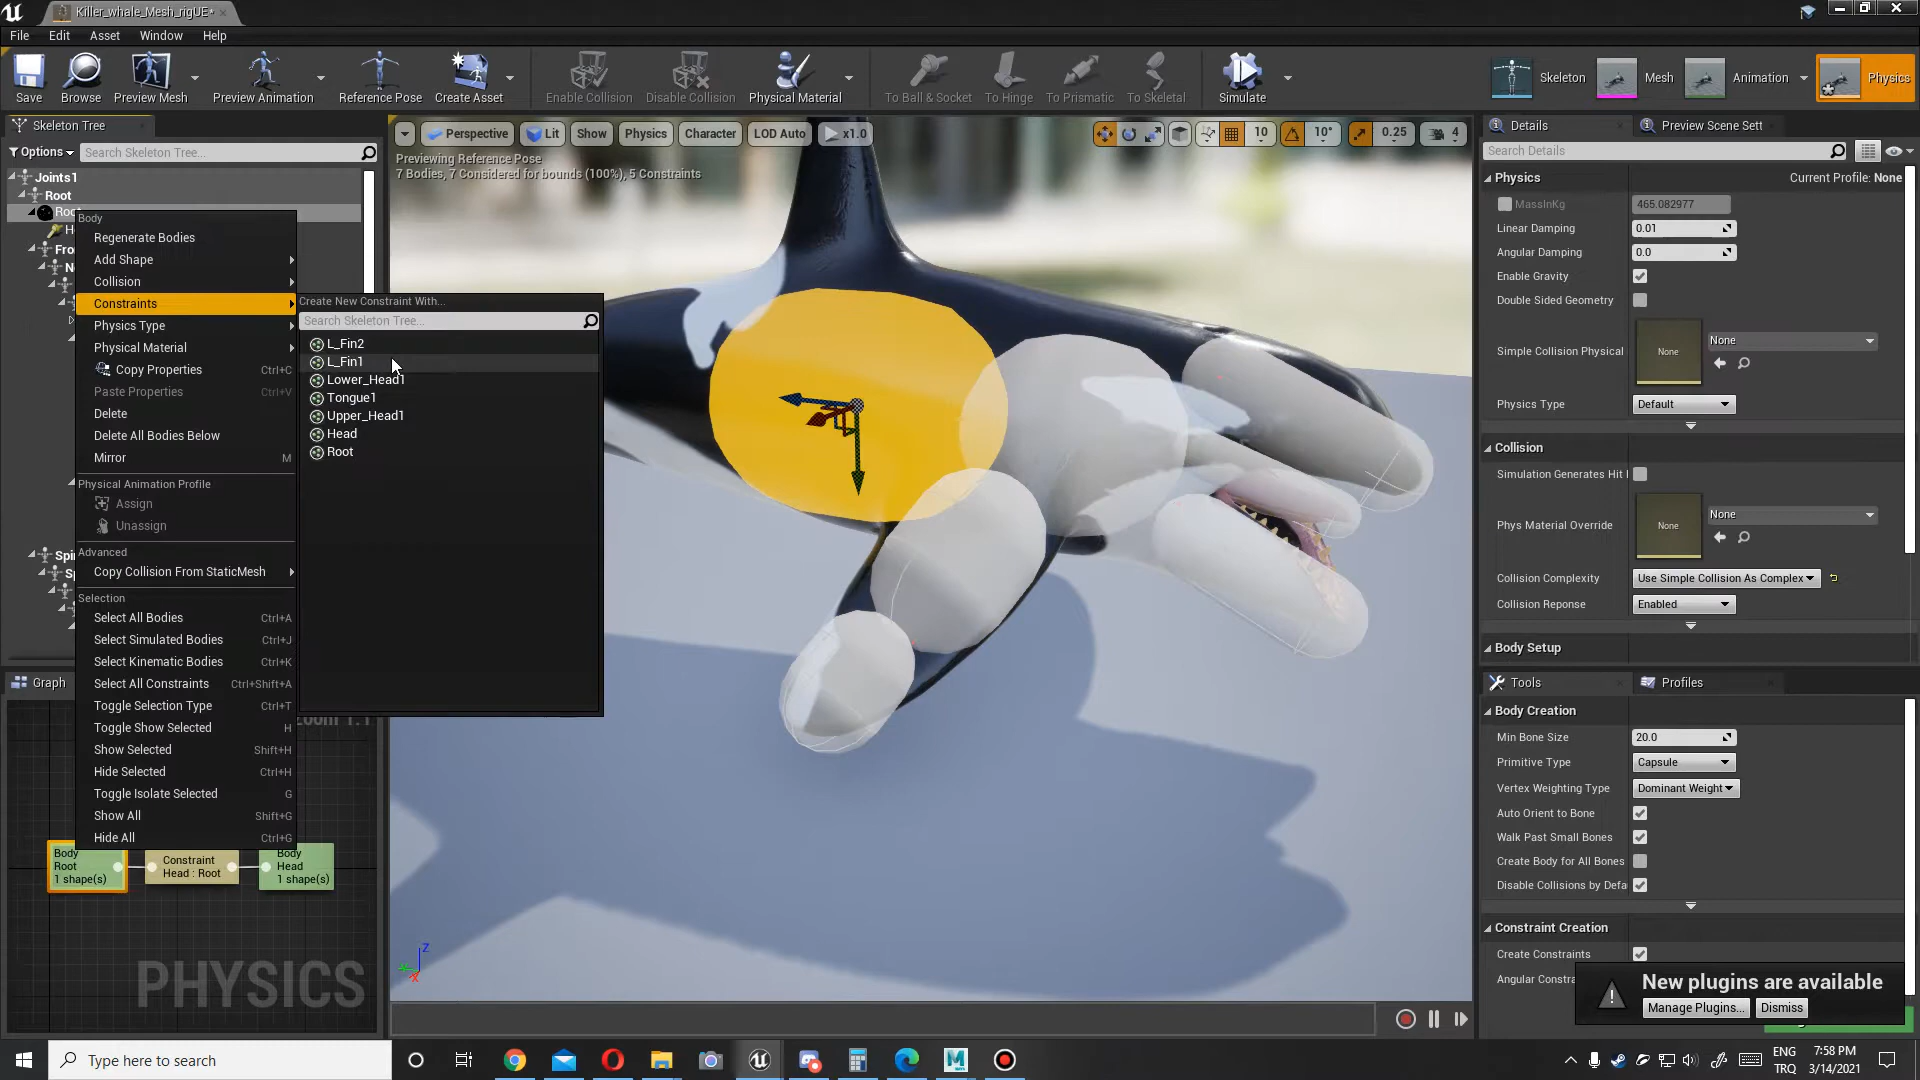 Killer_whale_Mesh_rigUE*
File Edit Asset Window Help
Save Browse Preview Mesh Preview Animation Reference Pose Create Asset Enable Collision Disable Collision Physical Material To Ball & Socket To Hinge To Prismatic To Skeletal Simulate Skeleton Mesh Animation Physics
Skeleton Tree
Options Search Skeleton Tree...
Joints1
Root
Perspective Lit Show Physics Character LOD Auto x1.0 10 10° 0.25 4
Previewing Reference Pose
7 Bodies, 7 Considered for bounds (100%), 5 Constraints
Body
Regenerate Bodies
Add Shape
Collision
Constraints
Physics Type
Physical Material
Copy Properties Ctrl+C
Paste Properties Ctrl+V
Delete
Delete All Bodies Below
Mirror M
Physical Animation Profile
Assign
Unassign
Advanced
Copy Collision From StaticMesh
Selection
Select All Bodies Ctrl+A
Select Simulated Bodies Ctrl+J
Select Kinematic Bodies Ctrl+K
Select All Constraints Ctrl+Shift+A
Toggle Selection Type Ctrl+T
Toggle Show Selected H
Show Selected Shift+H
Hide Selected Ctrl+H
Toggle Isolate Selected G
Show All Shift+G
Hide All Ctrl+G
Create New Constraint With...
Search Skeleton Tree...
L_Fin2
L_Fin1
Lower_Head1
Tongue1
Upper_Head1
Head
Root
Graph
Body
Root
1 shape(s)
Constraint
Head : Root
Body
Head
1 shape(s)
PHYSICS
Z
Details Preview Scene Sett
Search Details
Physics Current Profile: None
MassInKg 465.082977
Linear Damping 0.01
Angular Damping 0.0
Enable Gravity
Double Sided Geometry
Simple Collision Physical None None
Physics Type Default
Collision
Simulation Generates Hit
Phys Material Override None None
Collision Complexity Use Simple Collision As Complex
Collision Reponse Enabled
Body Setup
Tools Profiles
Body Creation
Min Bone Size 20.0
Primitive Type Capsule
Vertex Weighting Type Dominant Weight
Auto Orient to Bone
Walk Past Small Bones
Create Body for All Bones
Disable Collisions by Defa
Constraint Creation
Create Constraints
Angular Constra
New plugins are available
Manage Plugins... Dismiss
Type here to search
ENG
TRQ
7:58 PM
3/14/2021